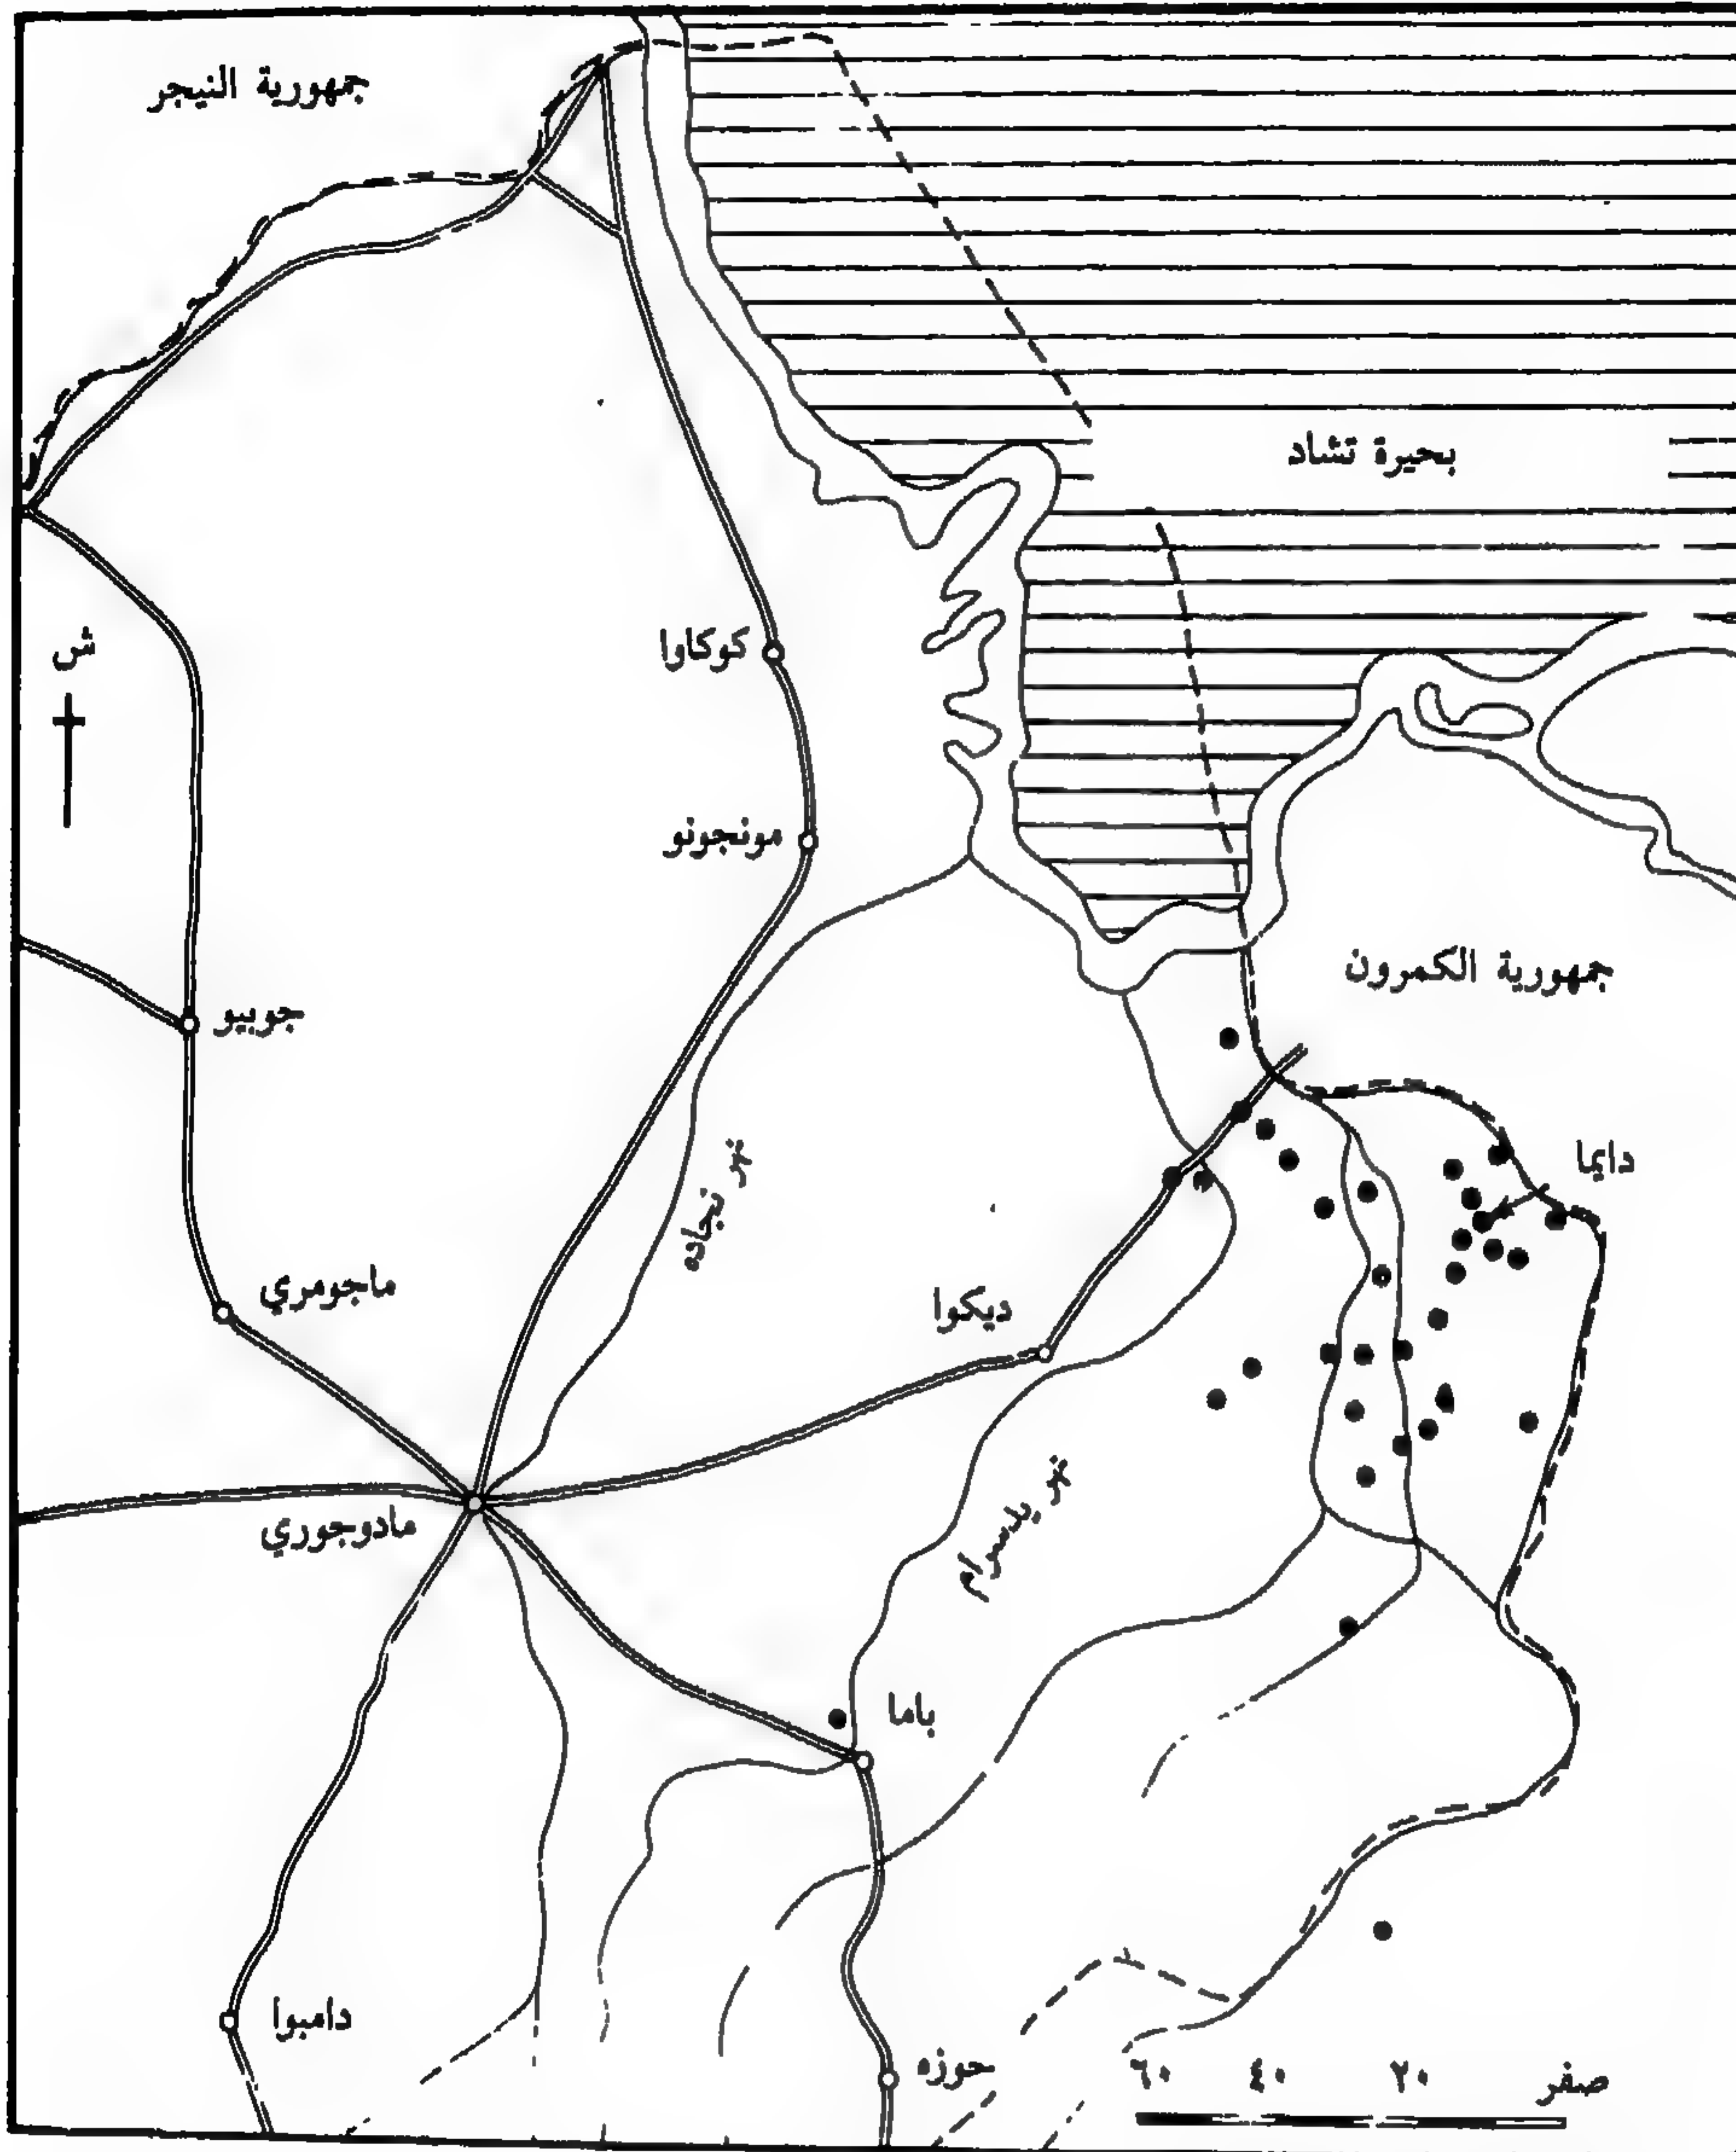 جمهورية النيجر
بحيرة تشاد
ش
كوكاوا
مونجونو
جمهورية الكمرون
جوبيو
نهر نجاده
دايما
ماجومري
ديكوا
مادوجوري
نهر يدسرام
باما
دامبوا
حوزه
صفر ٢٠ ٤٠ ٦٠